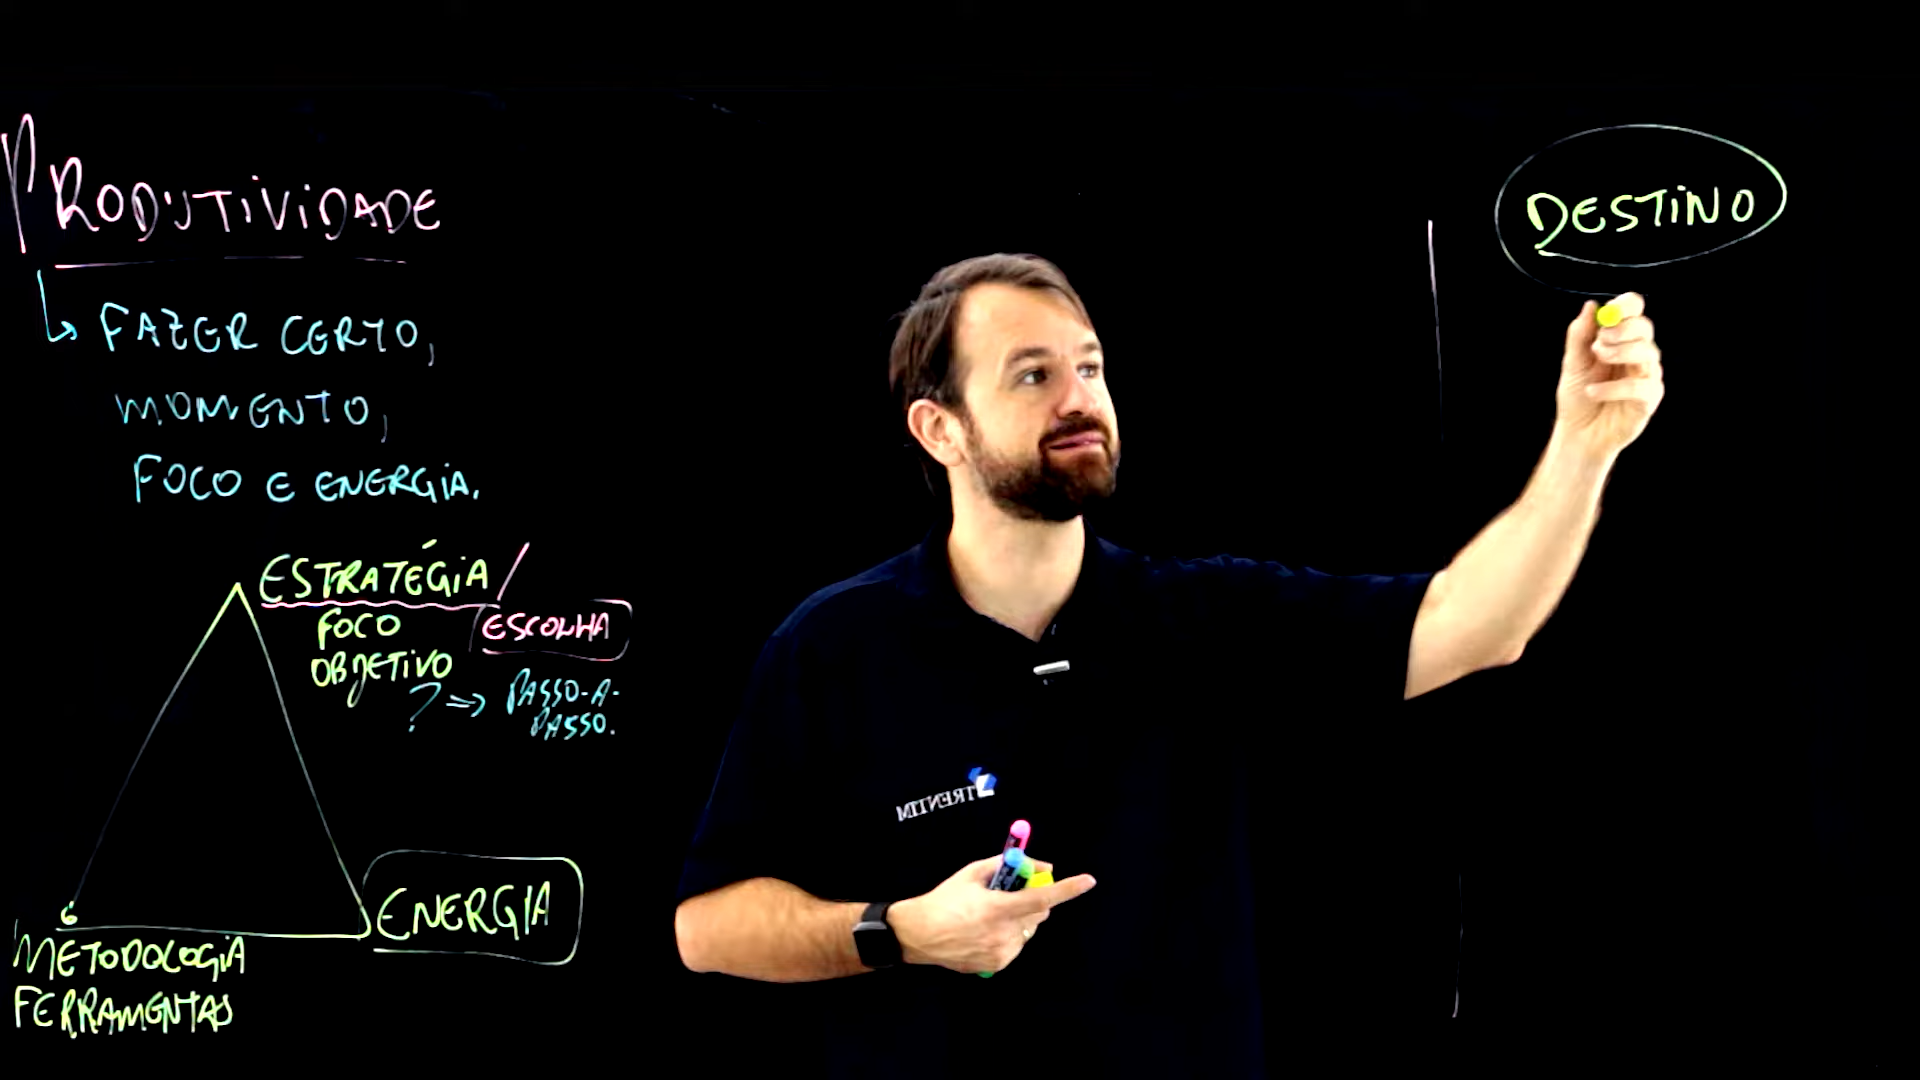 PRODUTIVIDADE
FAZER CERTO,
MOMENTO,
FOCO E ENERGIA.
ESTRATÉGIA /
FOCO
ESCOLHA
OBJETIVO
? => PASSO-A-
PASSO.
ENERGIA
METODOLOGIA
FERRAMENTAS
DESTINO
TRENTIM